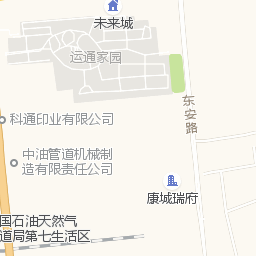 未来城
运通家园
东安路
科通印业有限公司
中油管道机械制
造有限责任公司
康城瑞府
国石油天然气
道局第七生活区